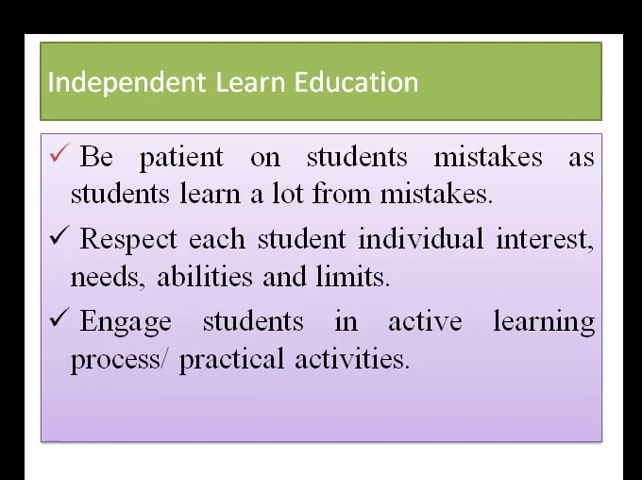 Independent Learn Education
✓ Be patient on students mistakes as
students learn a lot from mistakes.
✓ Respect each student individual interest,
needs, abilities and limits.
✓ Engage students in active learning
process/ practical activities.